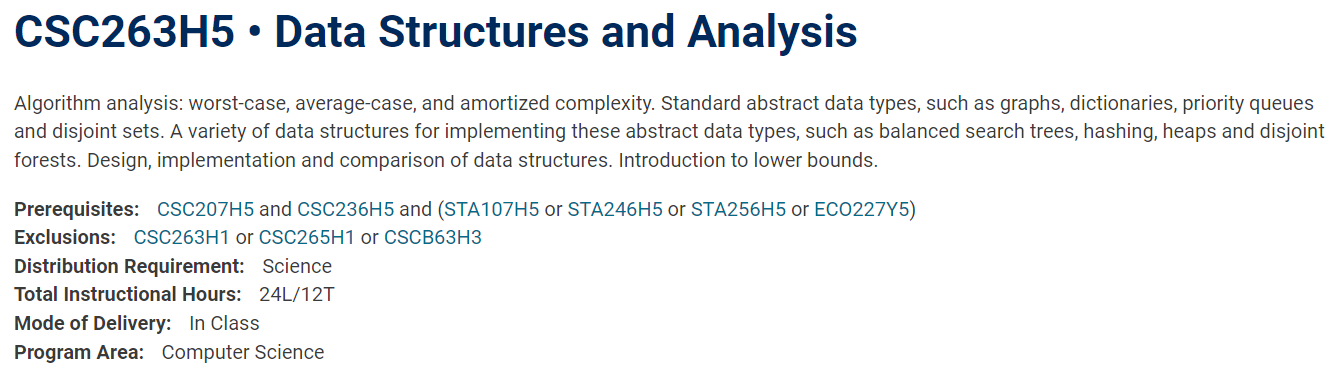 CSC263H5 • Data Structures and Analysis
Algorithm analysis: worst-case, average-case, and amortized complexity. Standard abstract data types, such as graphs, dictionaries, priority queues
and disjoint sets. A variety of data structures for implementing these abstract data types, such as balanced search trees, hashing, heaps and disjoint
forests. Design, implementation and comparison of data structures. Introduction to lower bounds.
Prerequisites: CSC207H5 and CSC236H5 and (STA107H5 or STA246H5 or STA256H5 or ECO227Y5)
Exclusions: CSC263H1 or CSC265H1 or CSCB63H3
Distribution Requirement: Science
Total Instructional Hours: 24L/12T
Mode of Delivery: In Class
Program Area: Computer Science